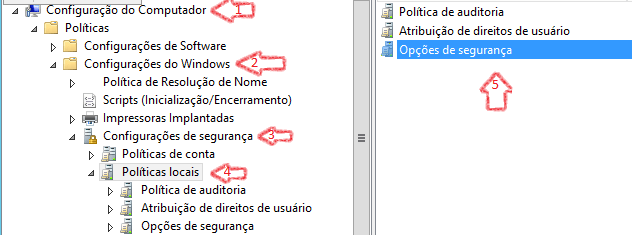 Configuração do Computador 1
Políticas
Configurações de Software
Configurações do Windows 2
Política de Resolução de Nome
Scripts (Inicialização/Encerramento)
Impressoras Implantadas
Configurações de segurança 3
Políticas de conta
Políticas locais 4
Política de auditoria
Atribuição de direitos de usuário
Opções de segurança
Política de auditoria
Atribuição de direitos de usuário
Opções de segurança
5